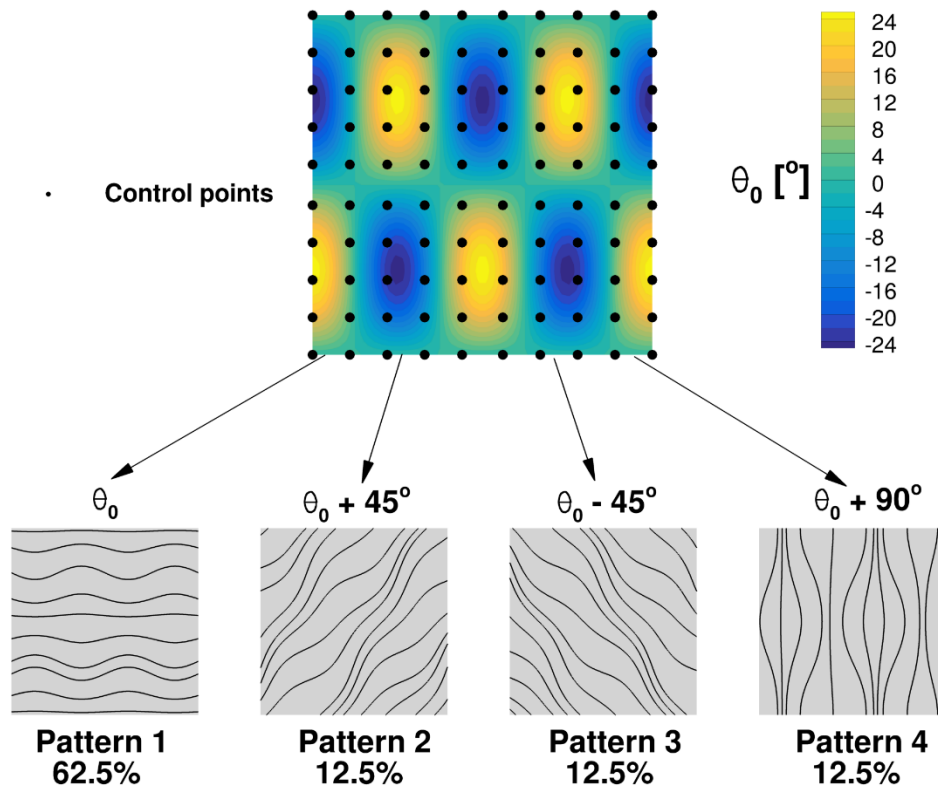 24
20
16
12
8
4
0
-4
-8
-12
-16
-20
-24
θ₀ [°]
Control points
θ₀
θ₀ + 45°
θ₀ - 45°
θ₀ + 90°
Pattern 1
62.5%
Pattern 2
12.5%
Pattern 3
12.5%
Pattern 4
12.5%